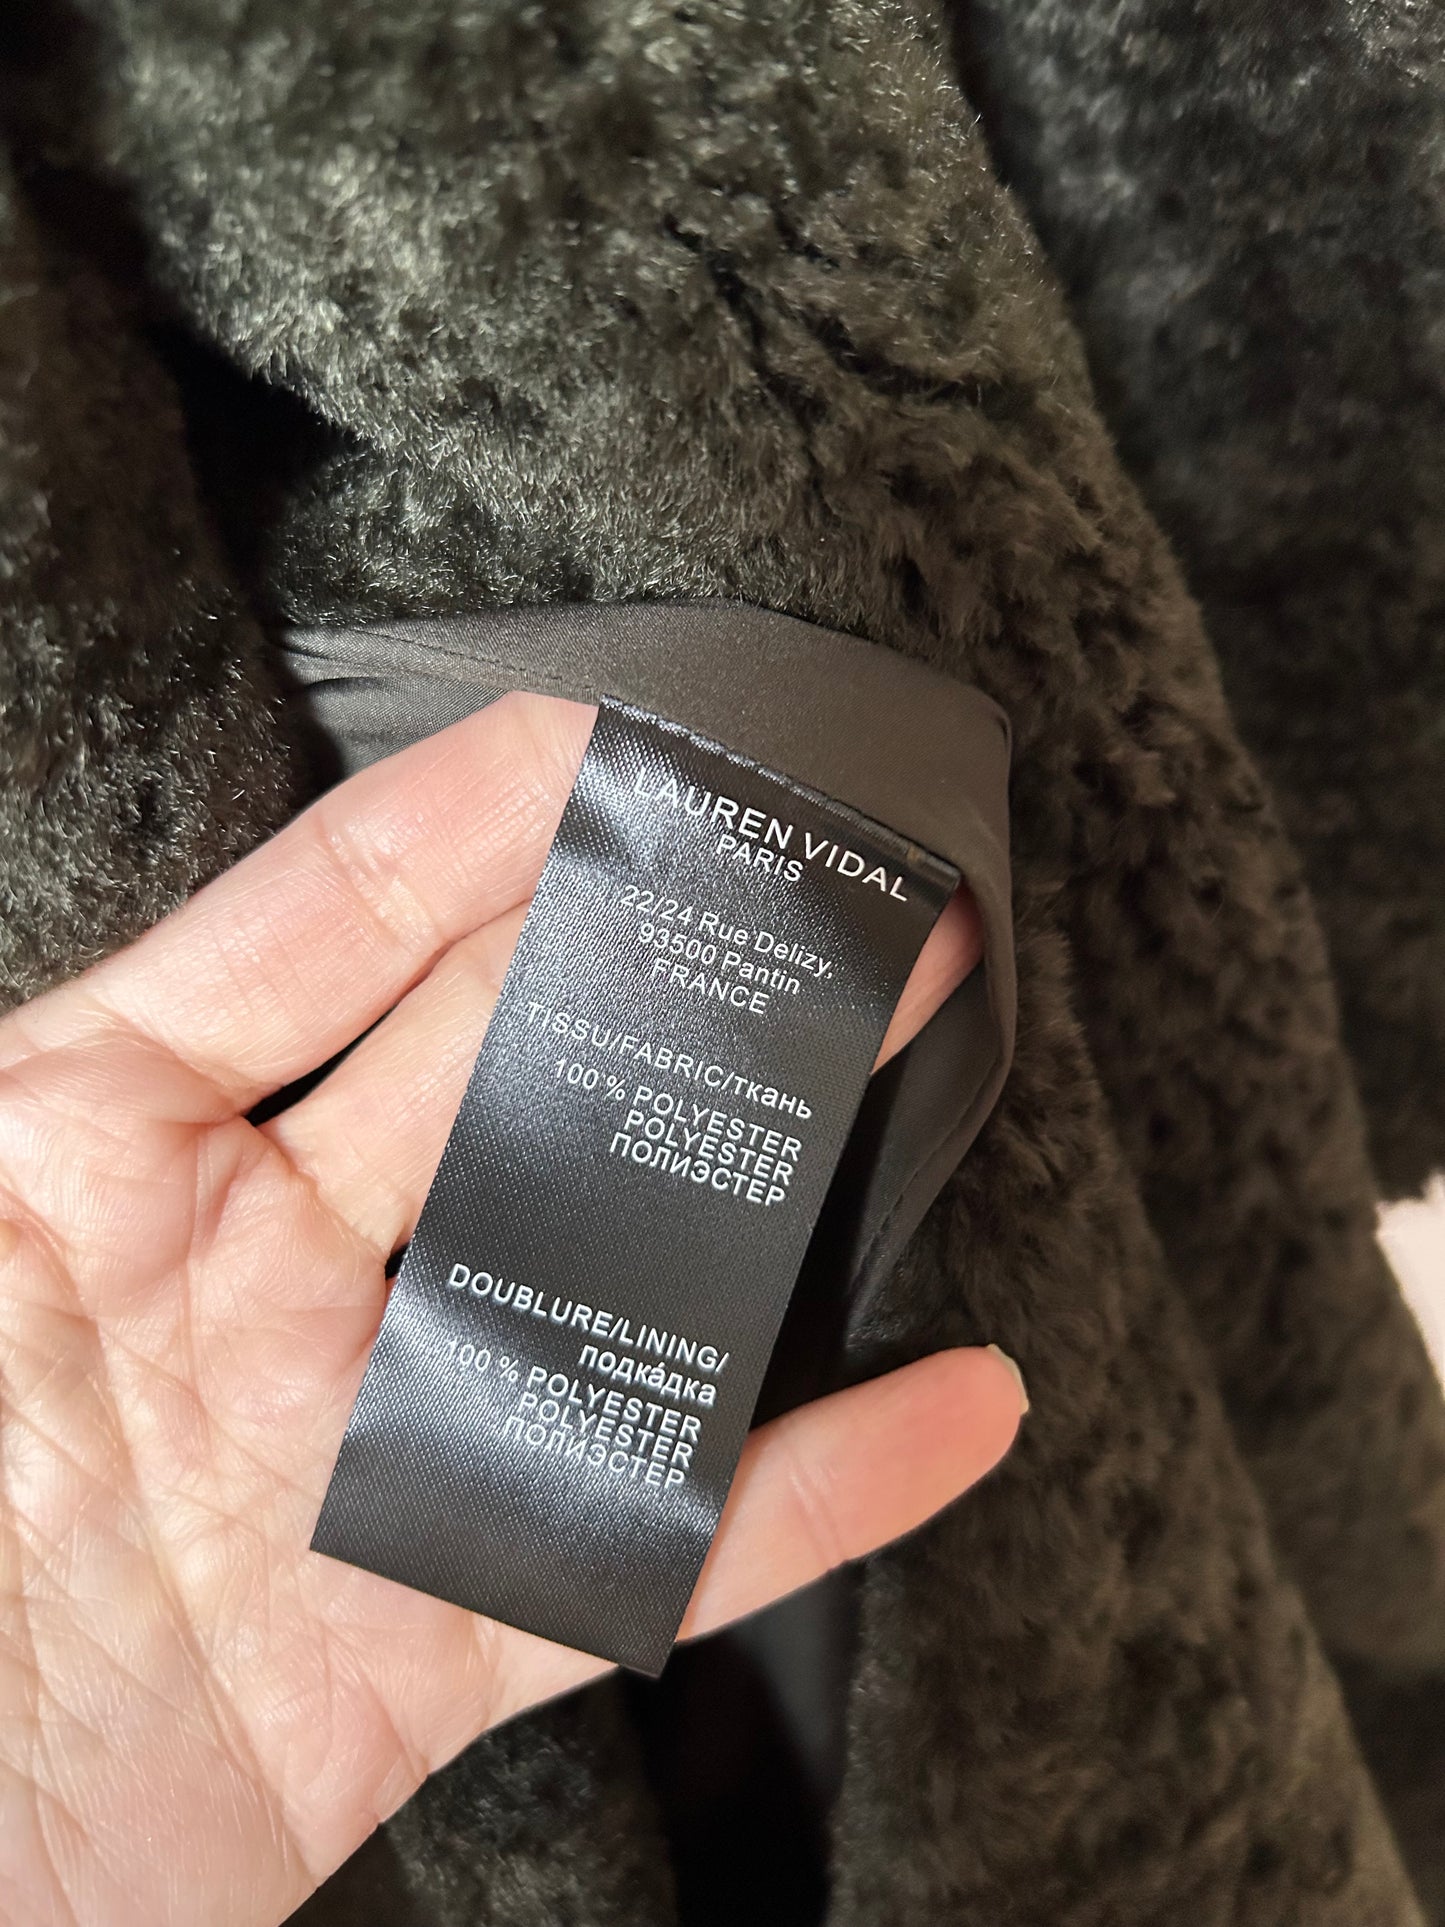 LAUREN VIDAL
PARIS
22/24 Rue Delizy,
93500 Pantin
FRANCE
TISSU/FABRIC/ткань
100 % POLYESTER
POLYESTER
ПОЛИЭСТЕР
DOUBLURE/LINING/
подкáдка
100 % POLYESTER
POLYESTER
ПОЛИЭСТЕР